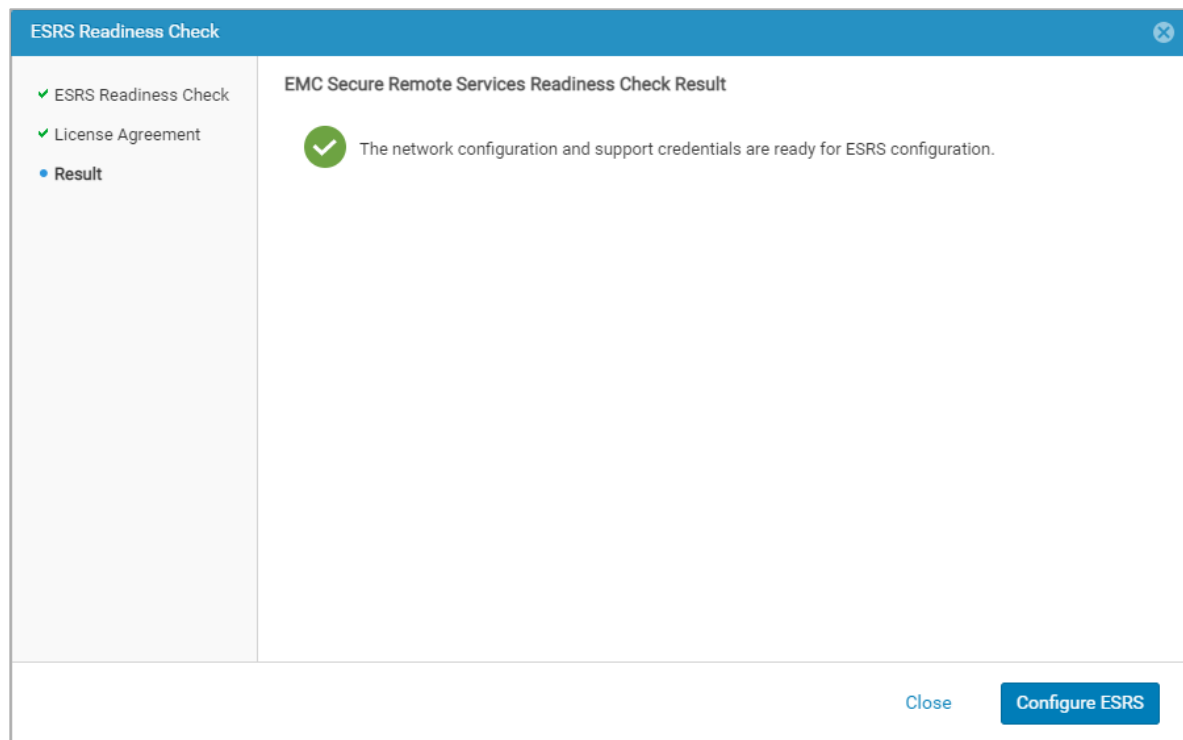 ESRS Readiness Check
ESRS Readiness Check
License Agreement
Result
EMC Secure Remote Services Readiness Check Result
The network configuration and support credentials are ready for ESRS configuration.
Close
Configure ESRS